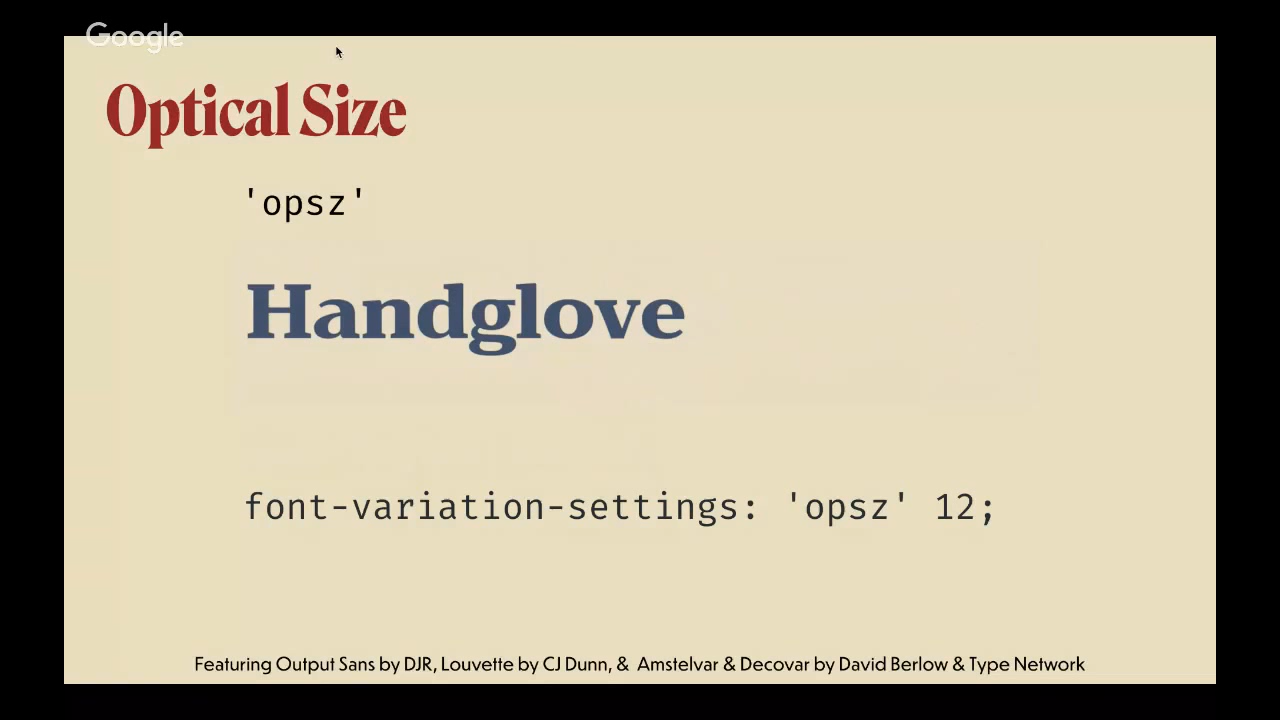 Google
Optical Size
'opsz'
Handglove
font-variation-settings: 'opsz' 12;
Featuring Output Sans by DJR, Louvette by CJ Dunn, & Amstelvar & Decovar by David Berlow & Type Network